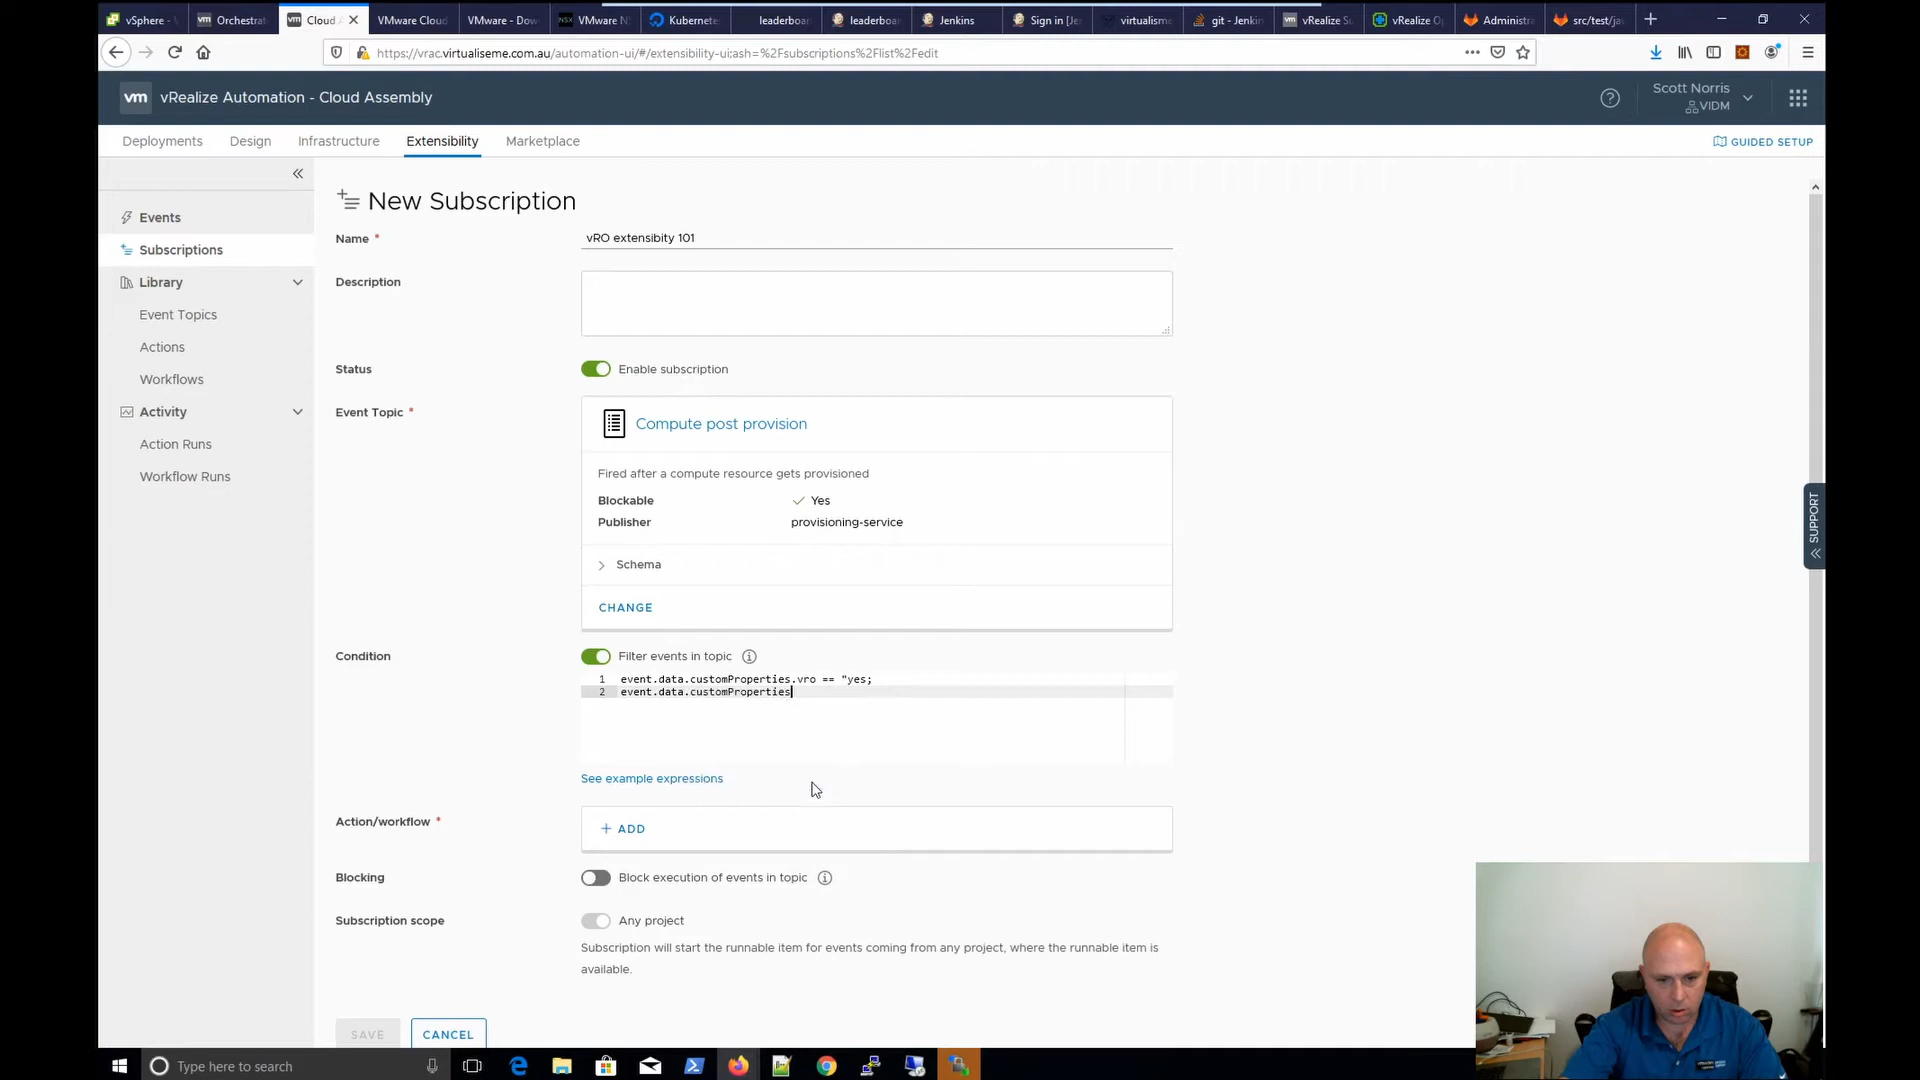 vSphere -
Orchestrat
Cloud A
VMware Cloud
VMware - Dow
VMware N
Kubernete
leaderboar
leaderboar
Jenkins
Sign in [Je
virtualisme
git - Jenkin
vRealize Su
vRealize Op
Administra
src/test/ja
https://vrac.virtualiseme.com.au/automation-ui/#/extensibility-ui;ash=%2Fsubscriptions%2Flist%2Fedit
vm
vRealize Automation - Cloud Assembly
Scott Norris
VIDM
Deployments
Design
Infrastructure
Extensibility
Marketplace
GUIDED SETUP
Events
Subscriptions
Library
Event Topics
Actions
Workflows
Activity
Action Runs
Workflow Runs
New Subscription
Name *
vRO extensibity 101
Description
Status
Enable subscription
Event Topic *
Compute post provision
Fired after a compute resource gets provisioned
Blockable
Yes
Publisher
provisioning-service
Schema
CHANGE
Condition
Filter events in topic
1 event.data.customProperties.vro == "yes;
2 event.data.customProperties
See example expressions
Action/workflow *
+ ADD
Blocking
Block execution of events in topic
Subscription scope
Any project
Subscription will start the runnable item for events coming from any project, where the runnable item is
available.
SAVE
CANCEL
SUPPORT
Type here to search